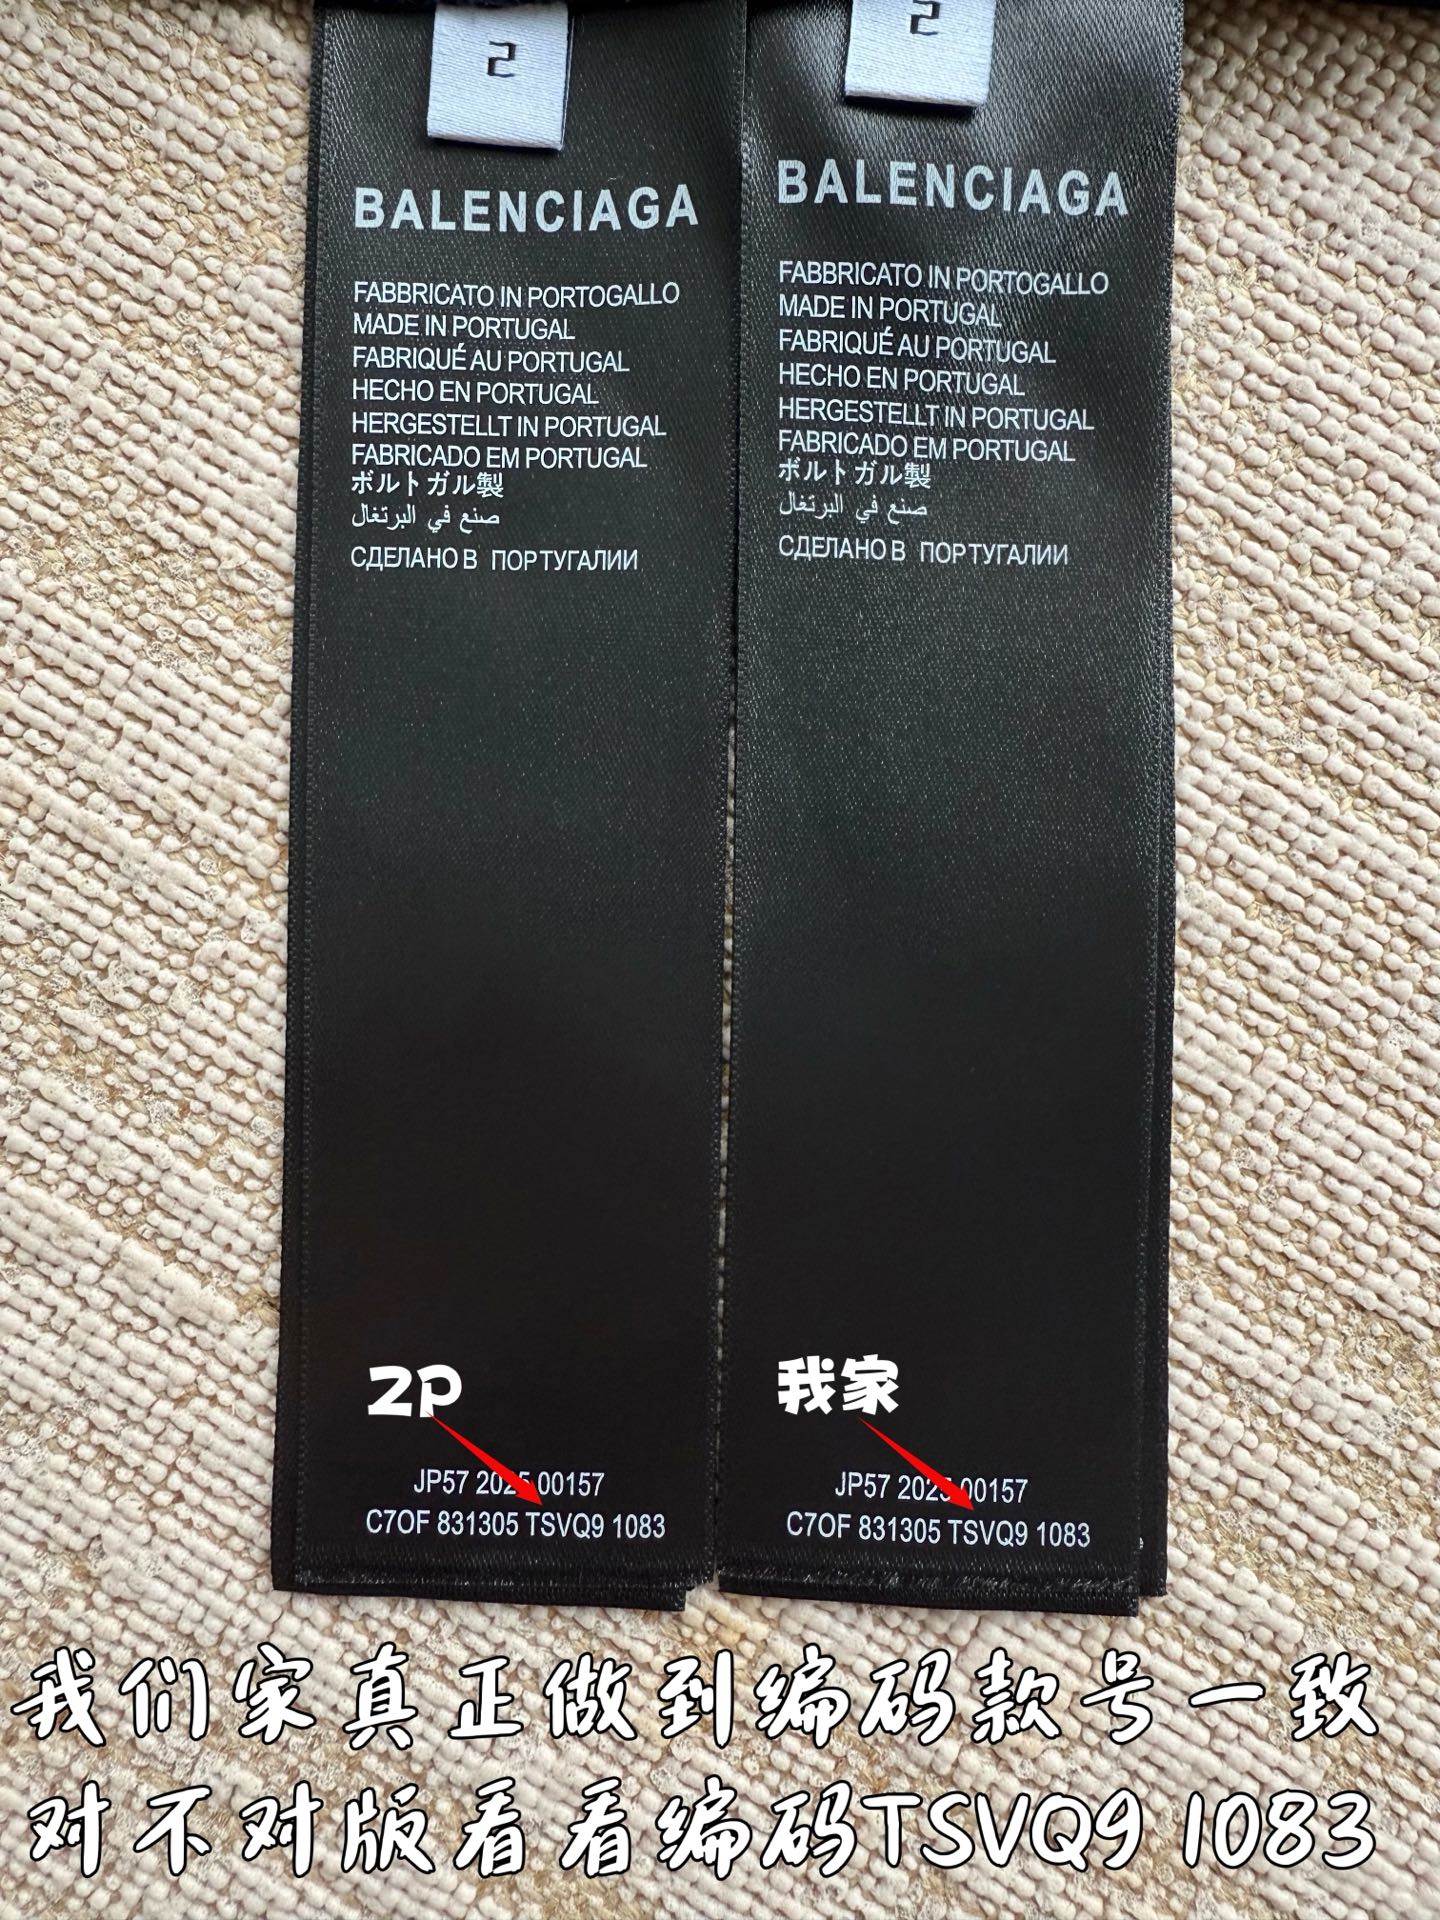 2
BALENCIAGA
FABBRICATO IN PORTOGALLO
MADE IN PORTUGAL
FABRIQUÉ AU PORTUGAL
HECHO EN PORTUGAL
HERGESTELLT IN PORTUGAL
FABRICADO EM PORTUGAL
ボルトガル製
صنع في البرتغال
СДЕЛАНО В ПОРТУГАЛИИ
2P
JP57 2025 00157
C7OF 831305 TSVQ9 1083
2
BALENCIAGA
FABBRICATO IN PORTOGALLO
MADE IN PORTUGAL
FABRIQUÉ AU PORTUGAL
HECHO EN PORTUGAL
HERGESTELLT IN PORTUGAL
FABRICADO EM PORTUGAL
ボルトガル製
صنع في البرتغال
СДЕЛАНО В ПОРТУГАЛИИ
我家
JP57 2025 00157
C7OF 831305 TSVQ9 1083
我们家真正做到编码款号一致
对不对版看看编码TSVQ9 1083